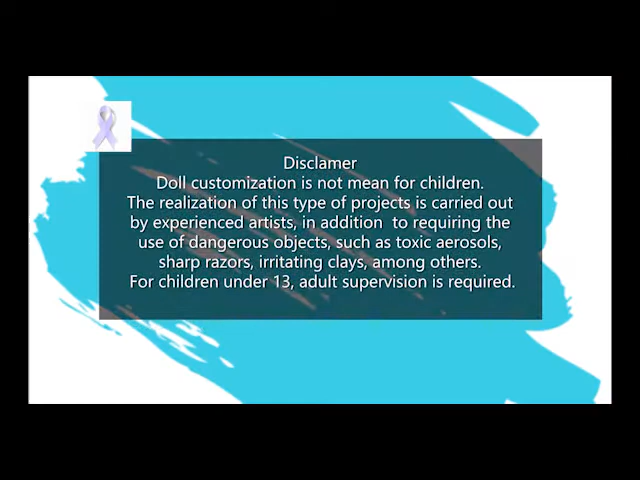 Disclamer
Doll customization is not mean for children.
The realization of this type of projects is carried out
by experienced artists, in addition to requiring the
use of dangerous objects, such as toxic aerosols,
sharp razors, irritating clays, among others.
For children under 13, adult supervision is required.